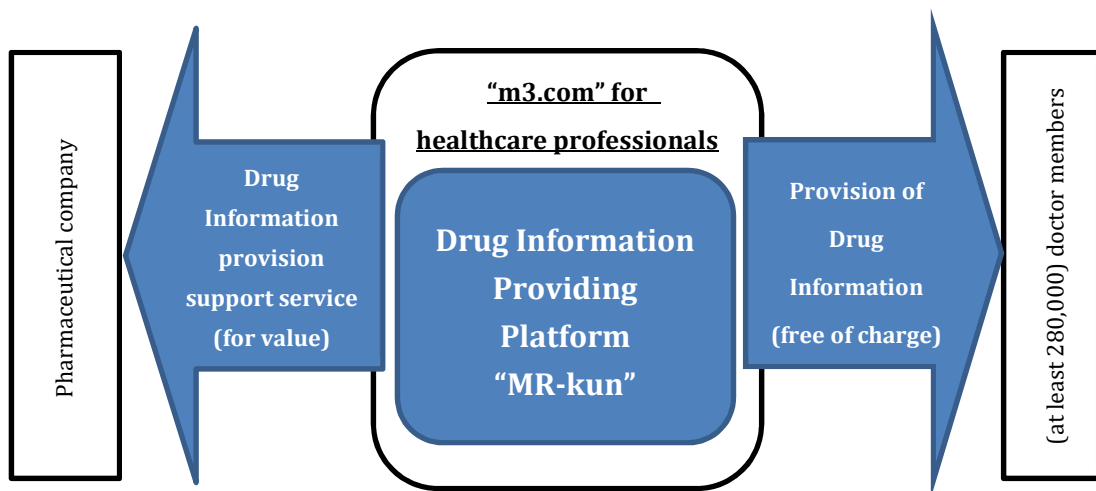 Pharmaceutical company
Drug
Information
provision
support service
(for value)
“m3.com” for
healthcare professionals
Drug Information
Providing
Platform
“MR-kun”
Provision of
Drug
Information
(free of charge)
(at least 280,000) doctor members